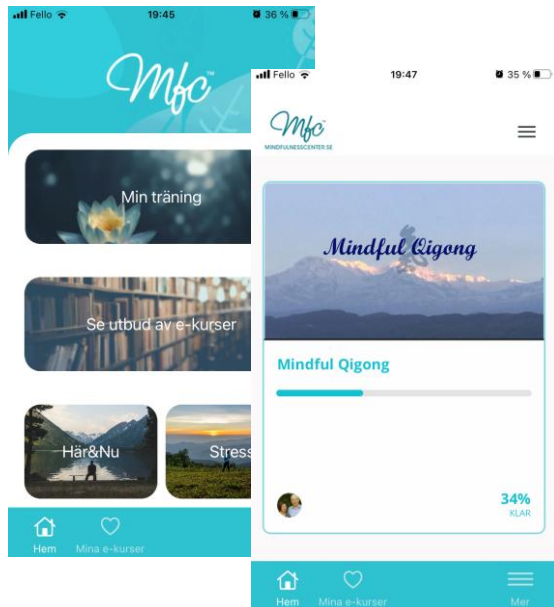 Fello
19:45
36 %
Mfc™
Min träning
Se utbud av e-kurser
Här&Nu
Stress
Hem
Mina e-kurser
Fello
19:47
35 %
Mfc
MINDFULNESSCENTER.SE
Mindful Qigong
Mindful Qigong
34%
KLAR
Hem
Mina e-kurser
Mer